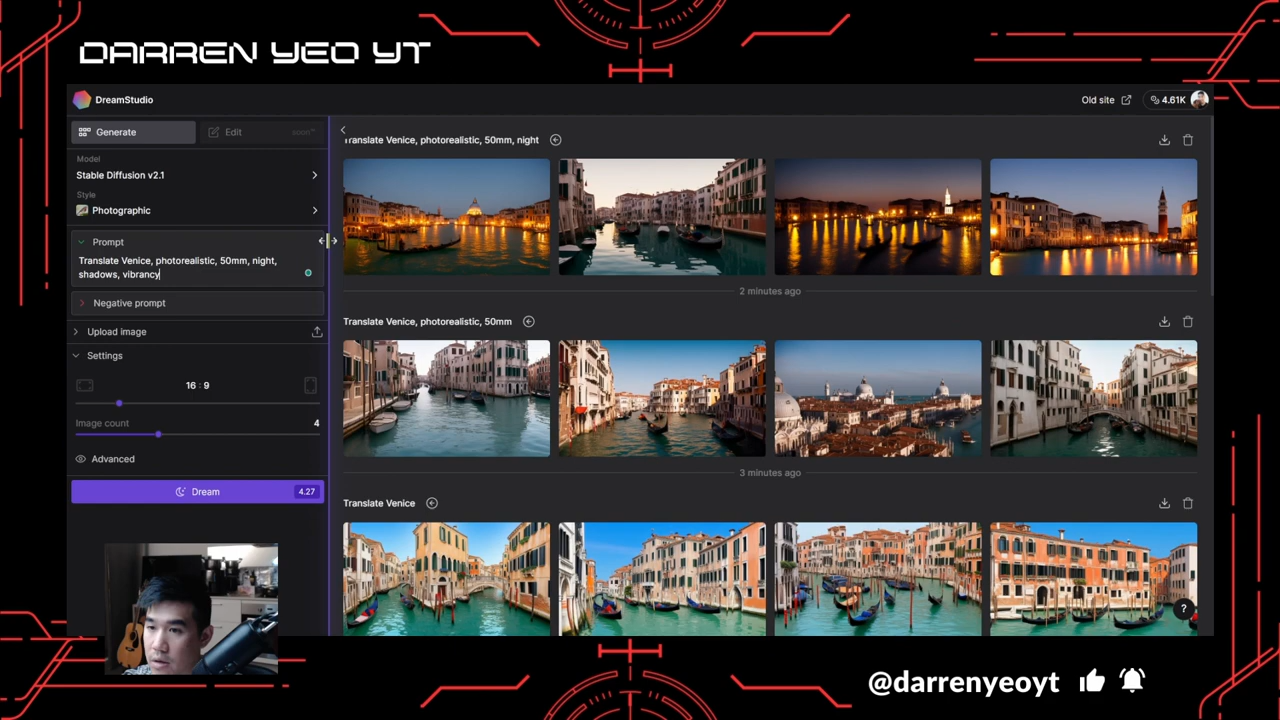 DARREN YEO YT
DreamStudio
Old site
4.61K
Generate
Edit
soon™
Model
Stable Diffusion v2.1
Style
Photographic
Prompt
Translate Venice, photorealistic, 50mm, night,
shadows, vibrancy
Negative prompt
Upload image
Settings
16 : 9
Image count
4
Advanced
Dream
4.27
Translate Venice, photorealistic, 50mm, night
2 minutes ago
Translate Venice, photorealistic, 50mm
3 minutes ago
Translate Venice
?
@darrenyeoyt